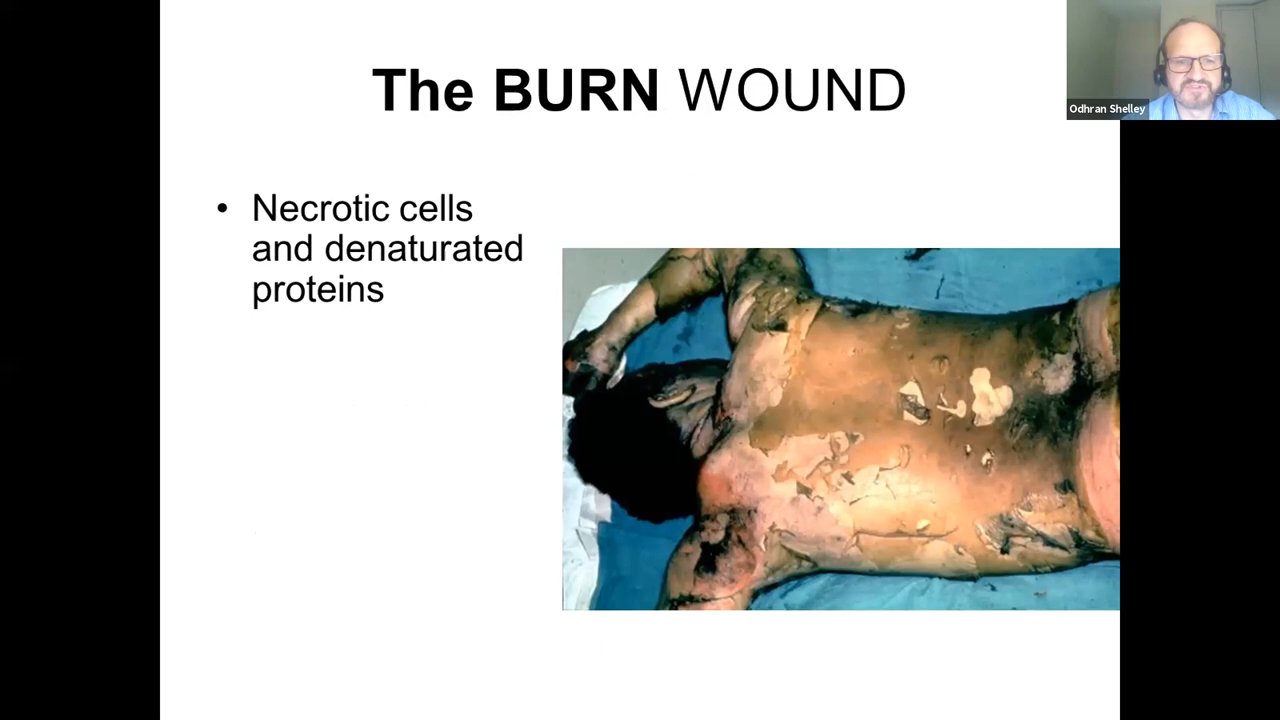 The BURN WOUND
Odhran Shelley
• Necrotic cells
and denaturated
proteins